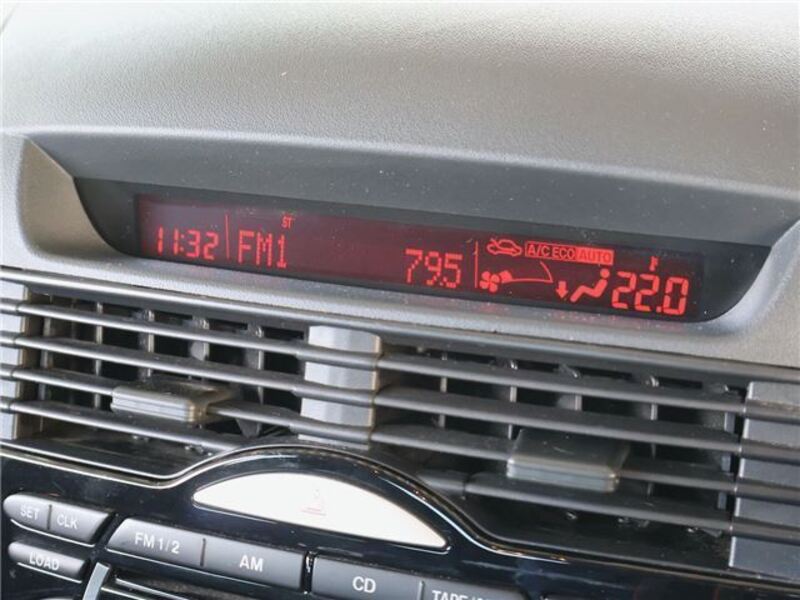 ST
11:32 FM1 79.5
A/C ECO AUTO
22.0
SET CLK
LOAD
FM1/2 AM CD